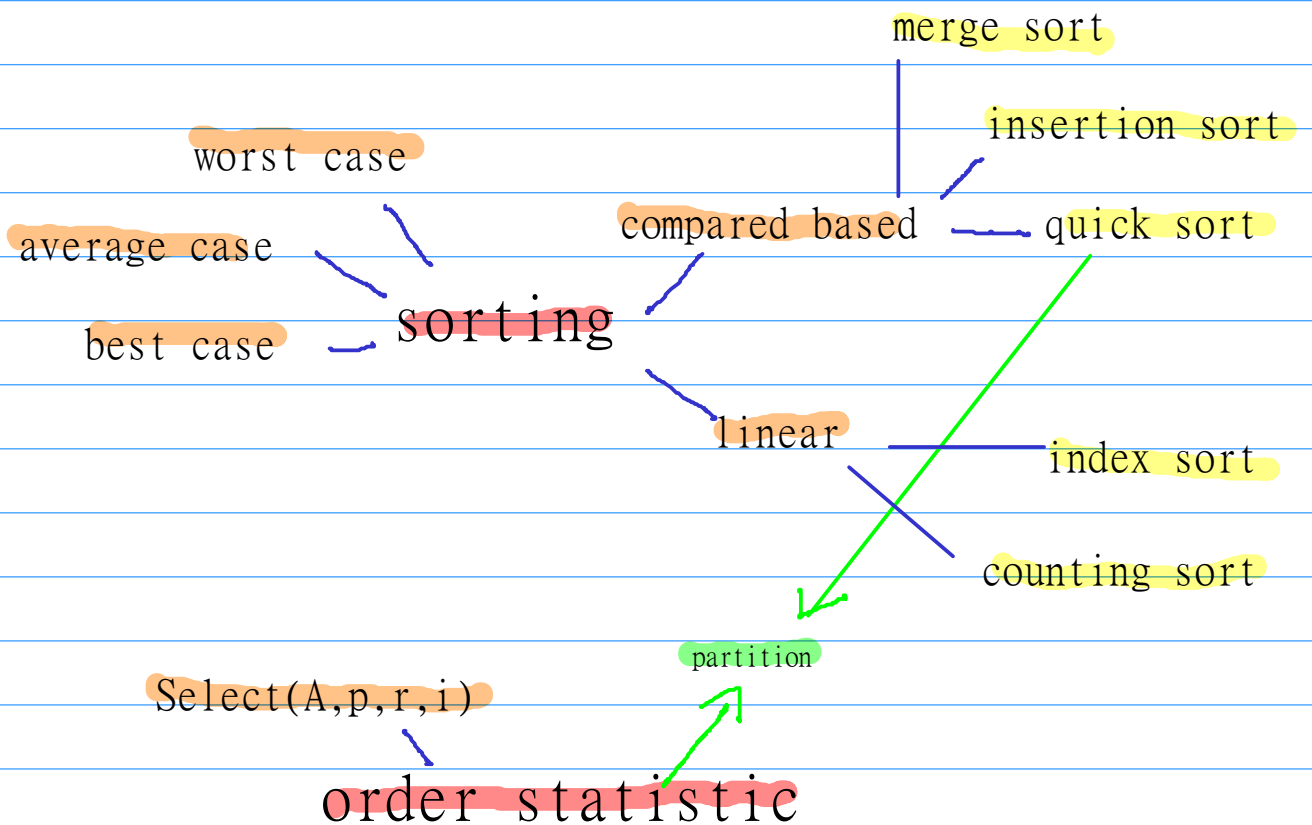 merge sort
insertion sort
worst case
compared based
quick sort
average case
sorting
best case
linear
index sort
counting sort
partition
Select(A,p,r,i)
order statistic